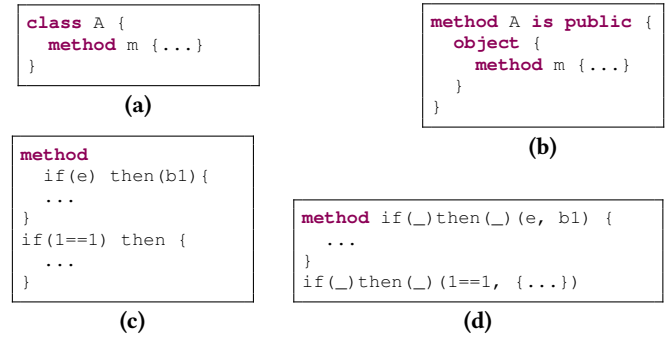 class A {
  method m {...}
}
(a)
method A is public {
  object {
    method m {...}
  }
}
(b)
method
  if(e) then(b1){
  ...
}
if(1==1) then {
  ...
}
(c)
method if(_)then(_)(e, b1) {
  ...
}
if(_)then(_)(1==1, {...})
(d)